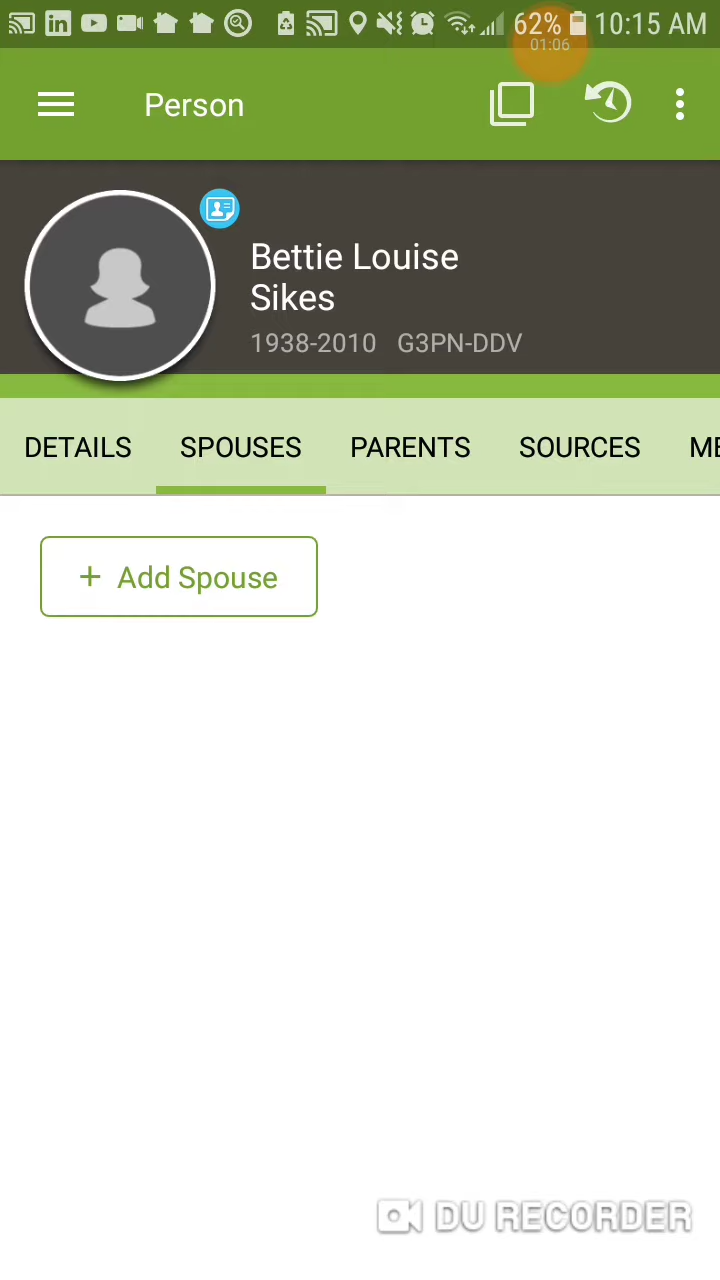 62% 10:15 AM
01:06
Person
Bettie Louise
Sikes
1938-2010 G3PN-DDV
DETAILS SPOUSES PARENTS SOURCES ME
+ Add Spouse
DU RECORDER